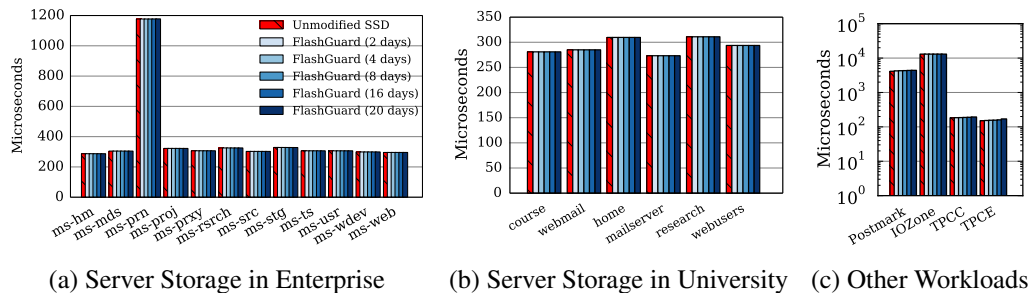 Microseconds
1200
1000
800
600
400
200
0
Unmodified SSD
FlashGuard (2 days)
FlashGuard (4 days)
FlashGuard (8 days)
FlashGuard (16 days)
FlashGuard (20 days)
ms-hm
ms-mds
ms-prn
ms-proj
ms-prxy
ms-rsrch
ms-src
ms-stg
ms-ts
ms-usr
ms-wdev
ms-web
(a) Server Storage in Enterprise
Microseconds
350
300
250
200
150
100
50
0
course
webmail
home
mailserver
research
webusers
(b) Server Storage in University
Microseconds
10^5
10^4
10^3
10^2
10^1
10^0
Postmark
IOZone
TPCC
TPCE
(c) Other Workloads